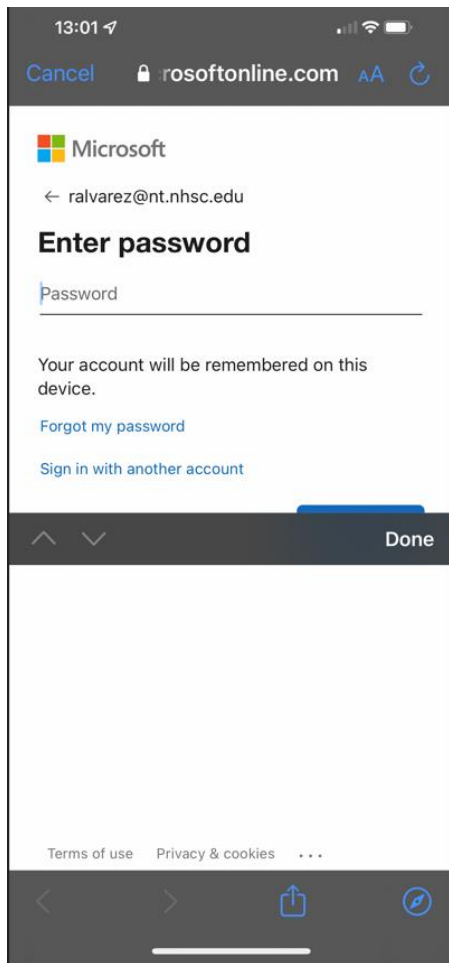 13:01
Cancel rosoftonline.com AA
Microsoft
ralvarez@nt.nhsc.edu
Enter password
Password
Your account will be remembered on this
device.
Forgot my password
Sign in with another account
Done
Terms of use Privacy & cookies ...